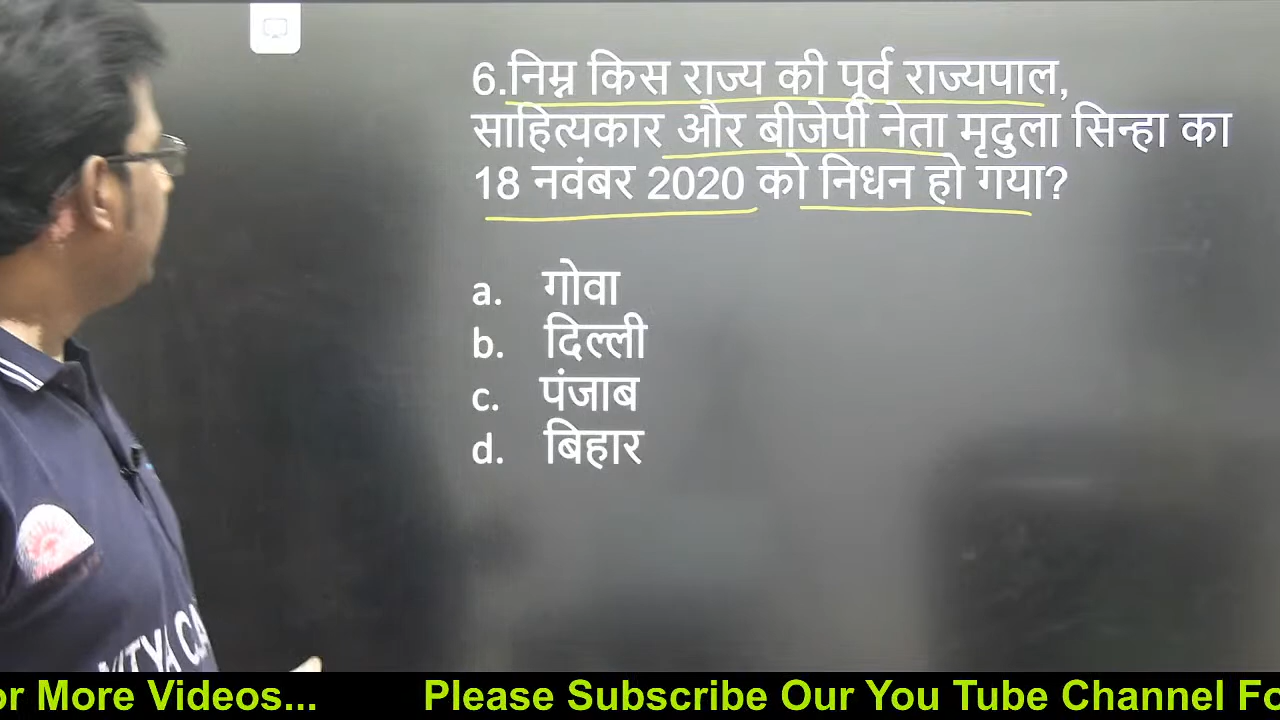 6.निम्न किस राज्य की पूर्व राज्यपाल,
साहित्यकार और बीजेपी नेता मृदुला सिन्हा का
18 नवंबर 2020 को निधन हो गया?
a. गोवा
b. दिल्ली
c. पंजाब
d. बिहार
or More Videos... Please Subscribe Our You Tube Channel Fo